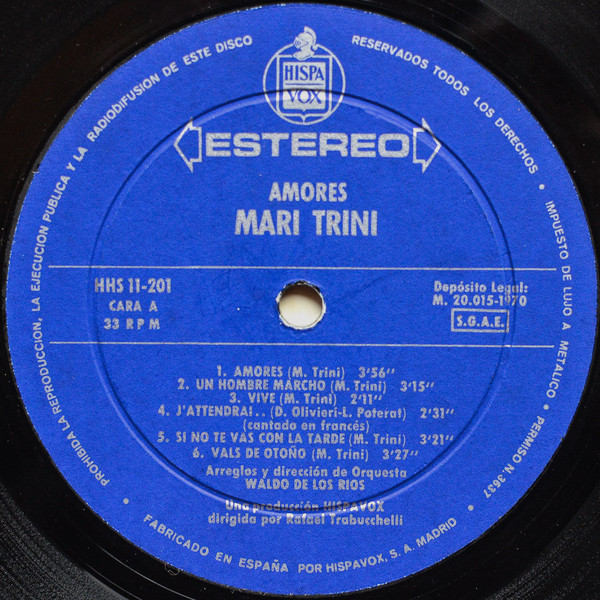 PROHIBIDA LA REPRODUCCION, LA EJECUCION PUBLICA Y LA RADIODIFUSION DE ESTE DISCO
RESERVADOS TODOS LOS DERECHOS • IMPUESTO DE LUJO A METALICO • PERMISO N.3637
HISPA
VOX
ESTEREO
AMORES
MARI TRINI
HHS 11-201
CARA A
33 RPM
Depósito Legal:
M. 20.015-1970
S.G.A.E.
1. AMORES (M. Trini) 3'56''
2. UN HOMBRE MARCHO (M. Trini) 3'15''
3. VIVE (M. Trini) 2'11''
4. J'ATTENDRAI.. (D. Olivieri-L. Poterat) 2'31''
(cantado en francés)
5. SI NO TE VAS CON LA TARDE (M. Trini) 3'21''
6. VALS DE OTOÑO (M. Trini) 3'27''
Arreglos y dirección de Orquesta
WALDO DE LOS RIOS
Una producción HISPAVOX
dirigida por Rafael Trabucchelli
• FABRICADO EN ESPAÑA POR HISPAVOX, S. A. MADRID •